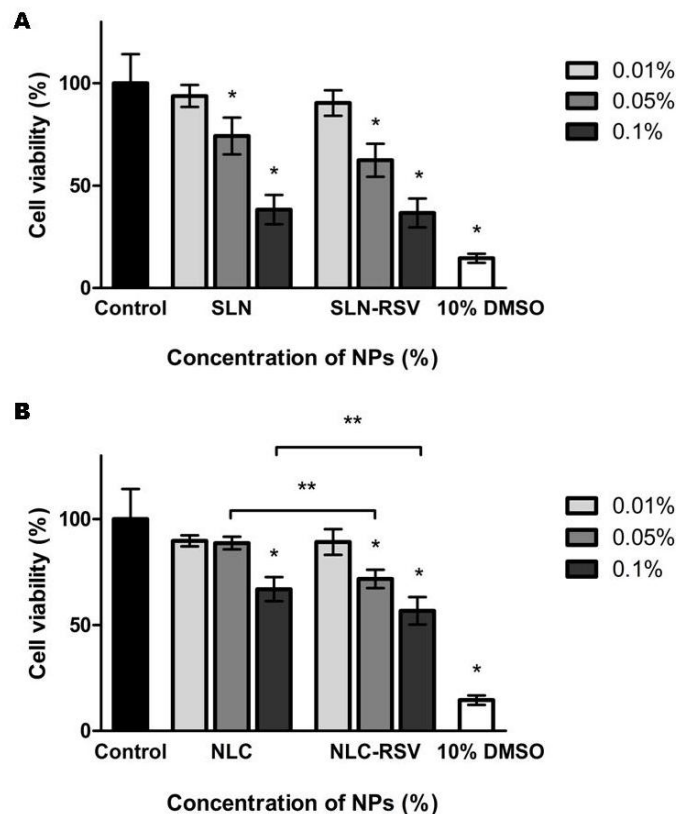 A
Cell viability (%)
100
50
0
*
*
*
*
*
Control
SLN
SLN-RSV
10% DMSO
Concentration of NPs (%)
0.01%
0.05%
0.1%
B
Cell viability (%)
100
50
0
**
**
*
*
*
*
Control
NLC
NLC-RSV
10% DMSO
Concentration of NPs (%)
0.01%
0.05%
0.1%